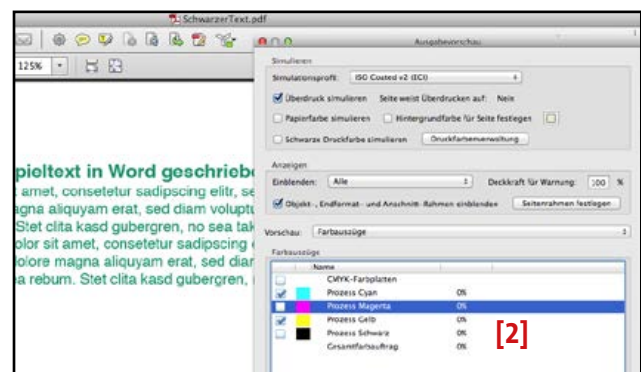 SchwarzerText.pdf
125%
pieltext in Word geschriebe
amet, consetetur sadipscing elitr, se
agna aliquyam erat, sed diam volupt
Stet clita kasd gubergren, no sea tak
olor sit amet, consetetur sadipscing
dolore magna aliquyam erat, sed diar
a rebum. Stet clita kasd gubergren,
Ausgabevorschau
Simulieren
Simulationsprofil: ISO Coated v2 (ECI)
Überdruck simulieren Seite weist Überdrucken auf: Nein
Papierfarbe simulieren Hintergrundfarbe für Seite festlegen
Schwarze Druckfarbe simulieren Druckfarbenverwaltung
Anzeigen
Einblenden: Alle Deckkraft für Warnung: 100 %
Objekt-, Endformat- und Anschnitt-Rahmen einblenden Seitenrahmen festlegen
Vorschau: Farbauszüge
Farbauszüge
Name
CMYK-Farbplatten
Prozess Cyan 0%
Prozess Magenta 0%
Prozess Gelb 0%
Prozess Schwarz 0%
Gesamtfarbauftrag 0%
[2]